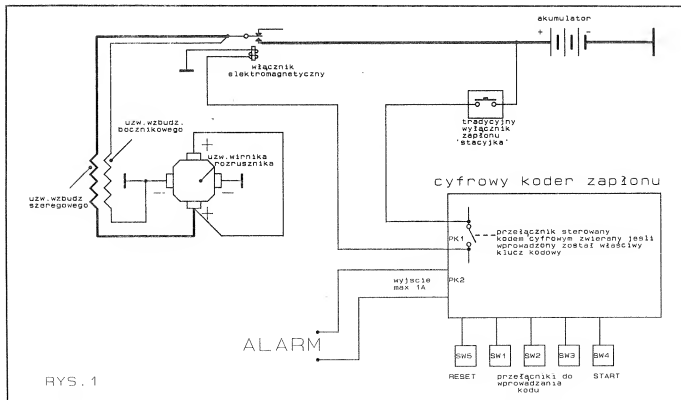 akumulator
+ -
włącznik
elektromagnetyczny
tradycyjny
wyłącznik
zapłonu
'stacyjka'
uzw.wzbudz.
bocznikowego
uzw.wirnika
rozrusznika
+
-
-
+
uzw.wzbudz
szeregowego
cyfrowy koder zapłonu
PK1
przełącznik sterowany
kodem cyfrowym zwierany jeśli
wprowadzony został właściwy
klucz kodowy
PK2
wyjscie
max 1A
ALARM
SW5 SW1 SW2 SW3 SW4
RESET
przełączniki do
wprowadzania
kodu
START
RYS. 1